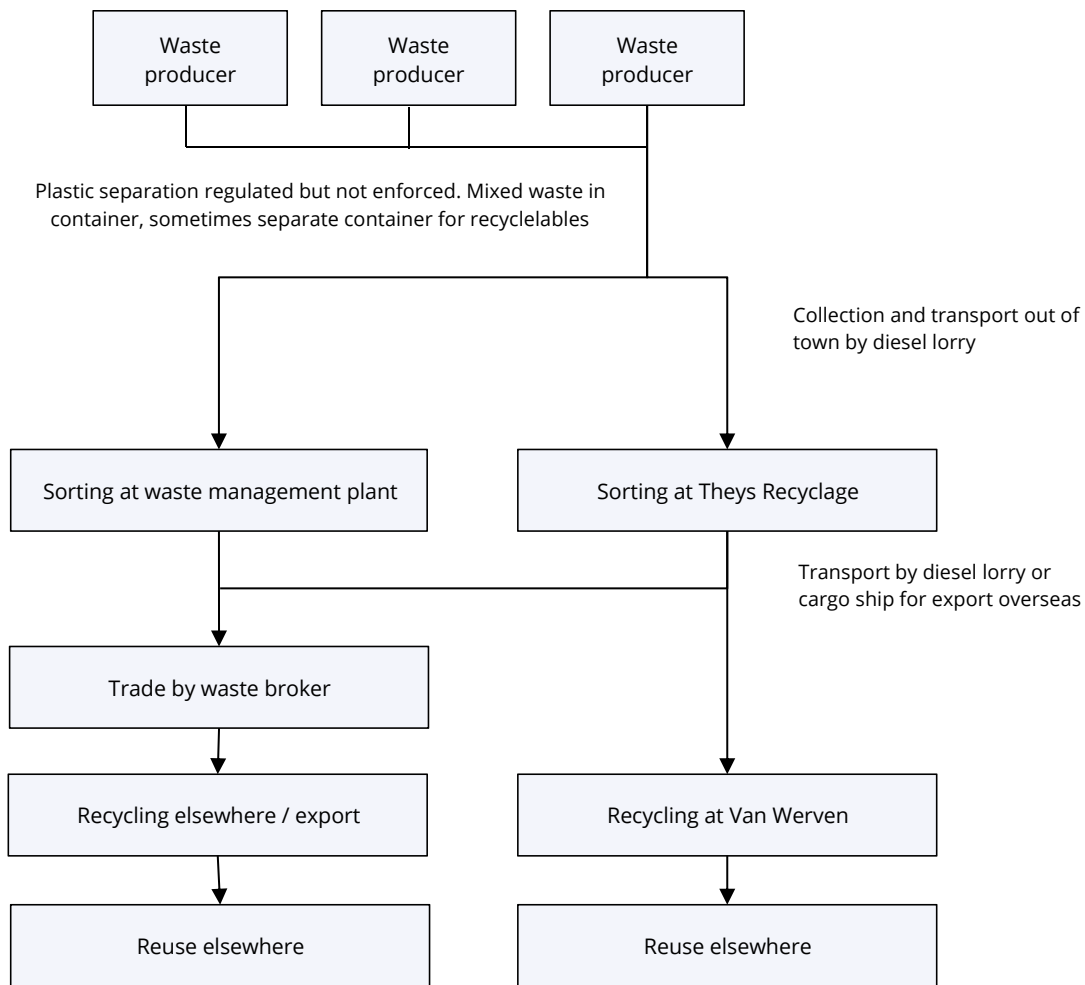 Waste
producer
Waste
producer
Waste
producer
Plastic separation regulated but not enforced. Mixed waste in
container, sometimes separate container for recyclelables
Collection and transport out of
town by diesel lorry
Sorting at waste management plant
Sorting at Theys Recyclage
Transport by diesel lorry or
cargo ship for export overseas
Trade by waste broker
Recycling elsewhere / export
Recycling at Van Werven
Reuse elsewhere
Reuse elsewhere